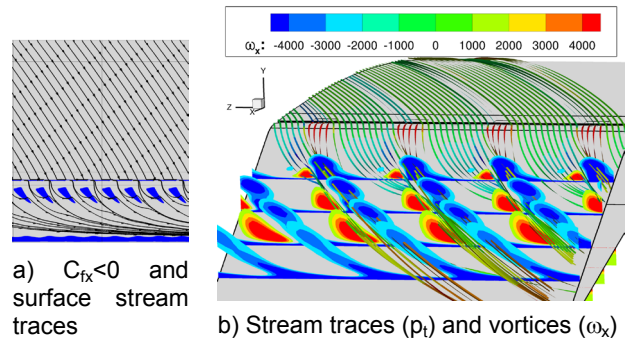 ωx:
-4000 -3000 -2000 -1000 0 1000 2000 3000 4000
Y
Z
X
a) Cfx<0 and
surface stream
traces
b) Stream traces (pt) and vortices (ωx)